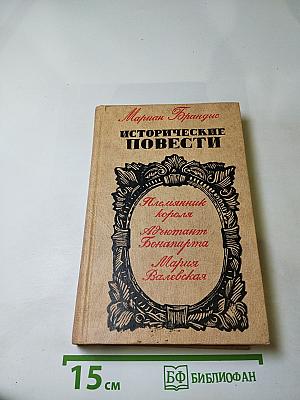 Мариан Брандыс
ИСТОРИЧЕСКИЕ
ПОВЕСТИ
Племянник
короля
Адъютант
Бонапарта
Мария
Валевская
15 см
БФ БИБЛИОФАН